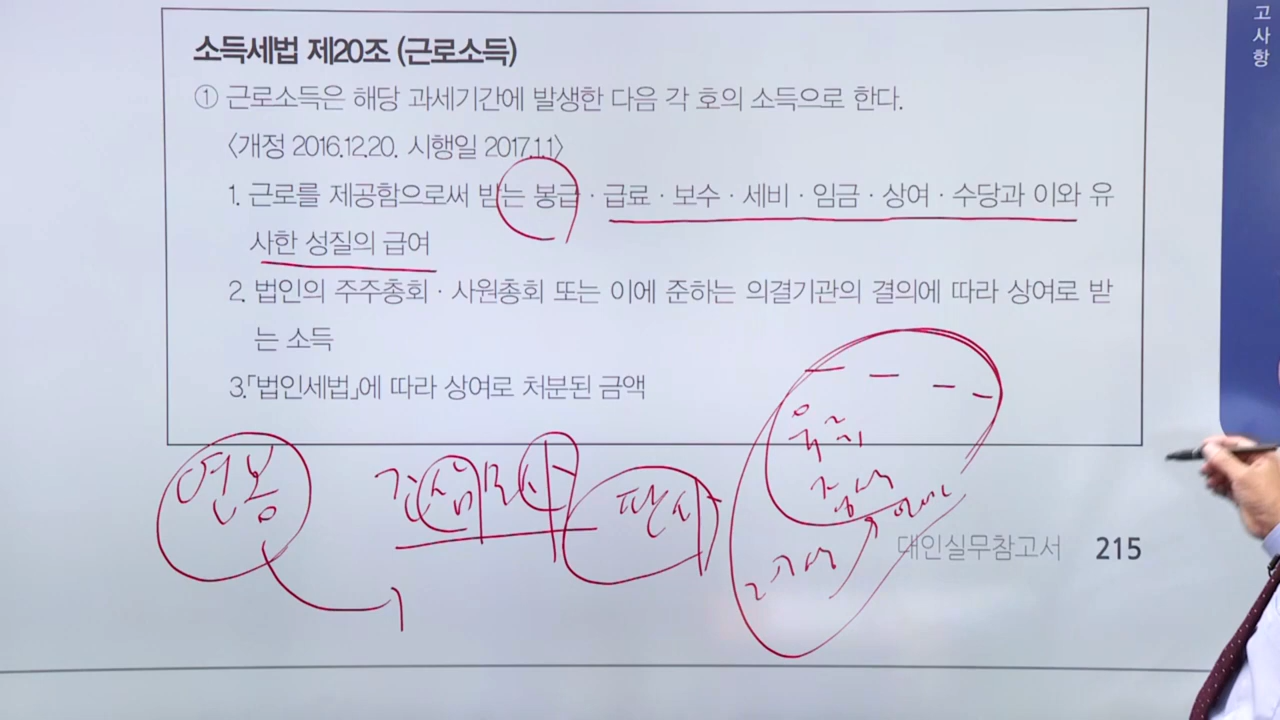 고
사
항
소득세법 제20조 (근로소득)
① 근로소득은 해당 과세기간에 발생한 다음 각 호의 소득으로 한다.
〈개정 2016.12.20. 시행일 2017.1.1〉
1. 근로를 제공함으로써 받는 봉급 · 급료 · 보수 · 세비 · 임금 · 상여 · 수당과 이와 유
사한 성질의 급여
2. 법인의 주주총회 · 사원총회 또는 이에 준하는 의결기관의 결의에 따라 상여로 받
는 소득
3.「법인세법」에 따라 상여로 처분된 금액
연봉
판시
대인실무참고서 215